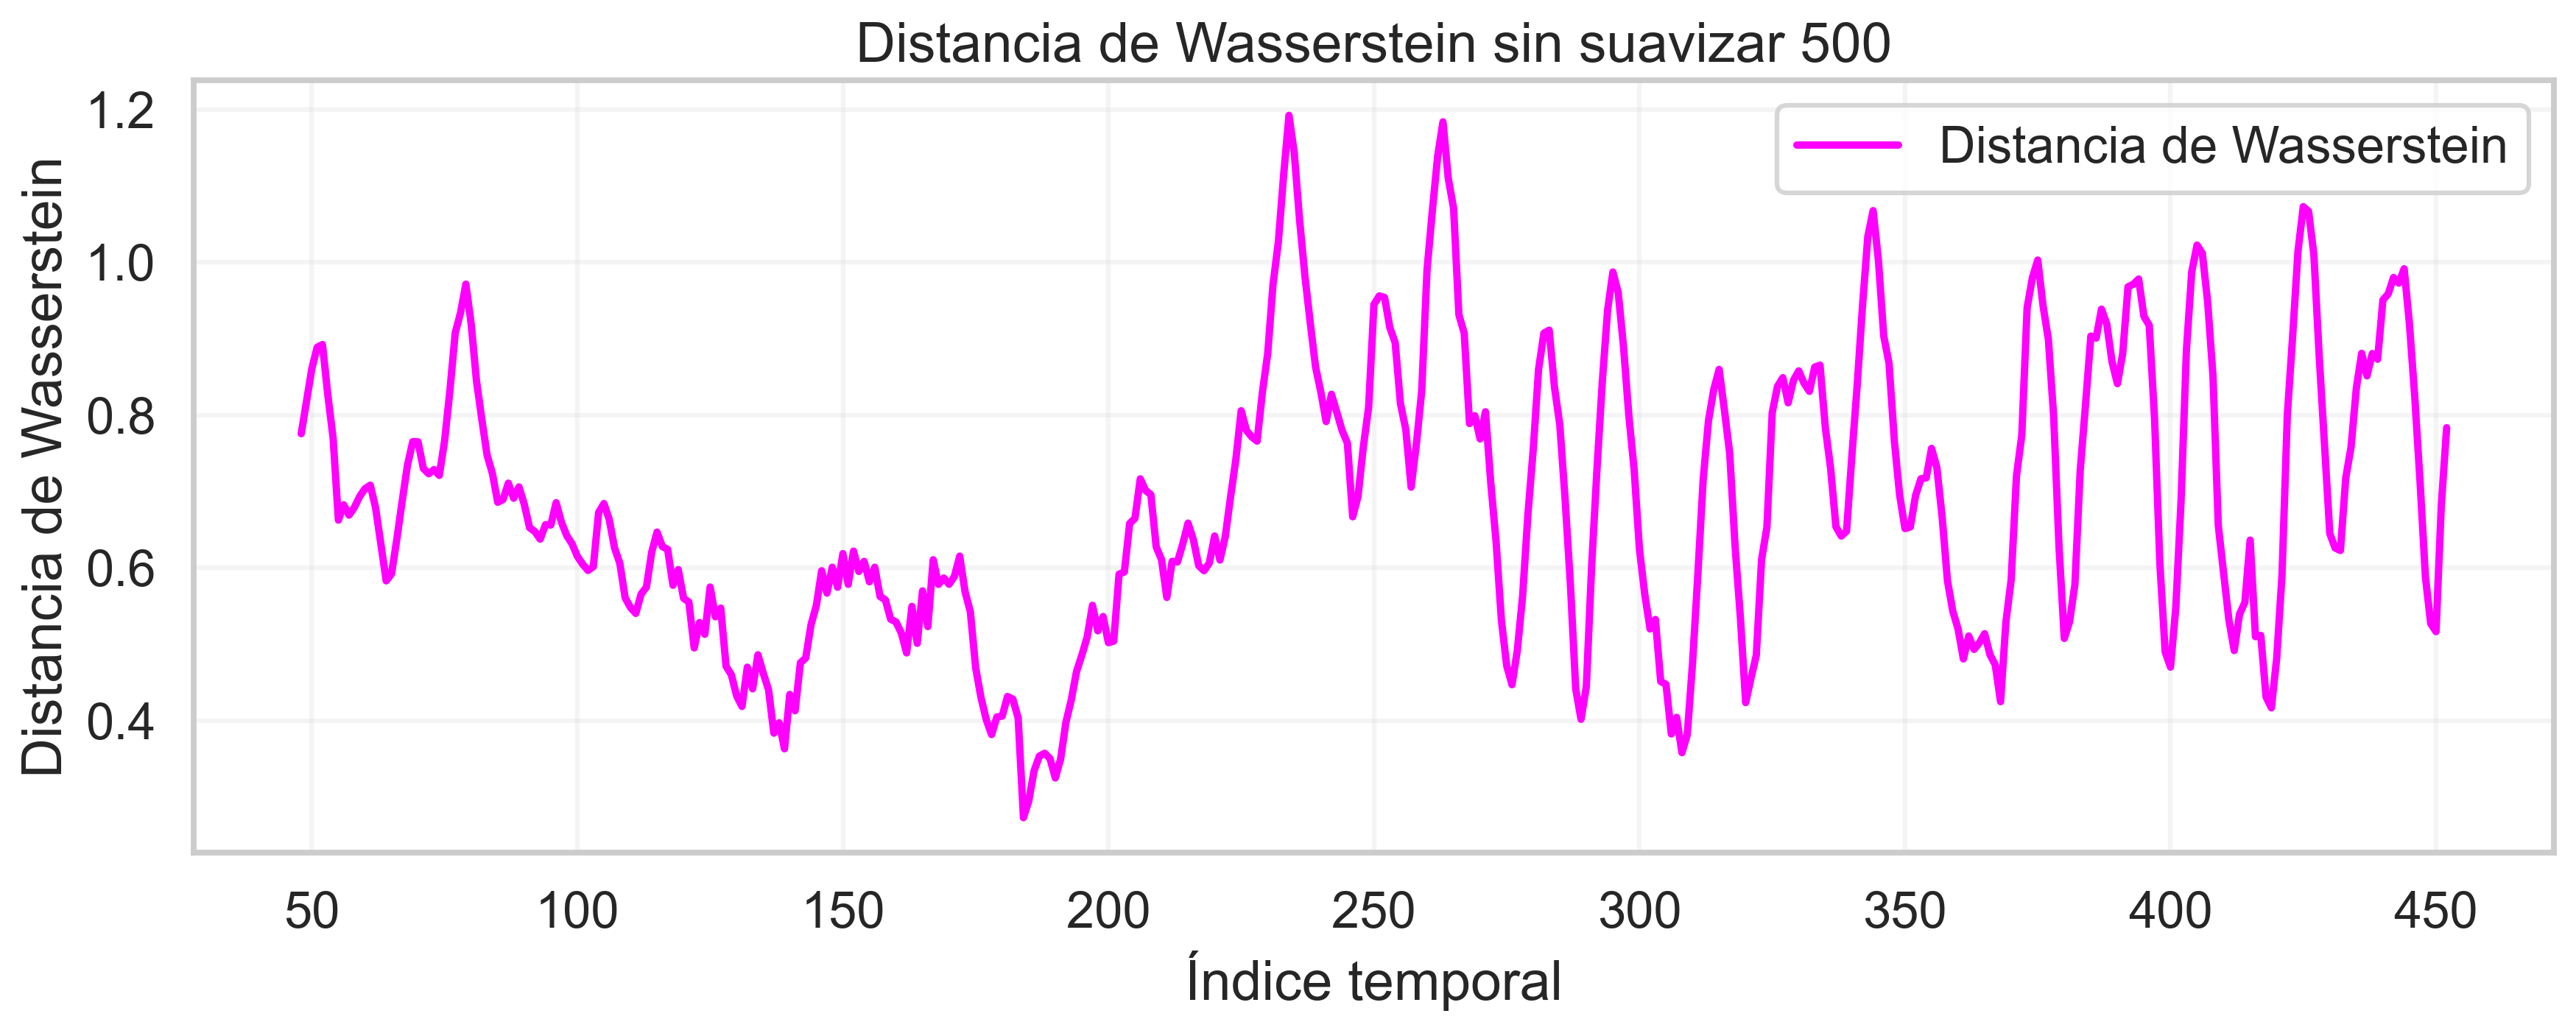 Distancia de Wasserstein sin suavizar 500
Distancia de Wasserstein
1.2
1.0
0.8
0.6
0.4
Distancia de Wasserstein
50 100 150 200 250 300 350 400 450
Índice temporal